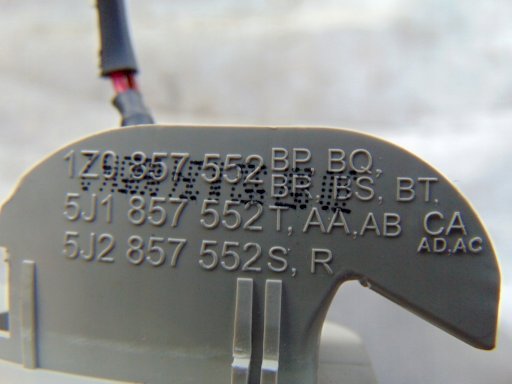 1Z0 857 552 BP, BQ,
BR, BS, BT.
5J1 857 552 T, AA, AB CA
AD, AC
5J2 857 552 S, R